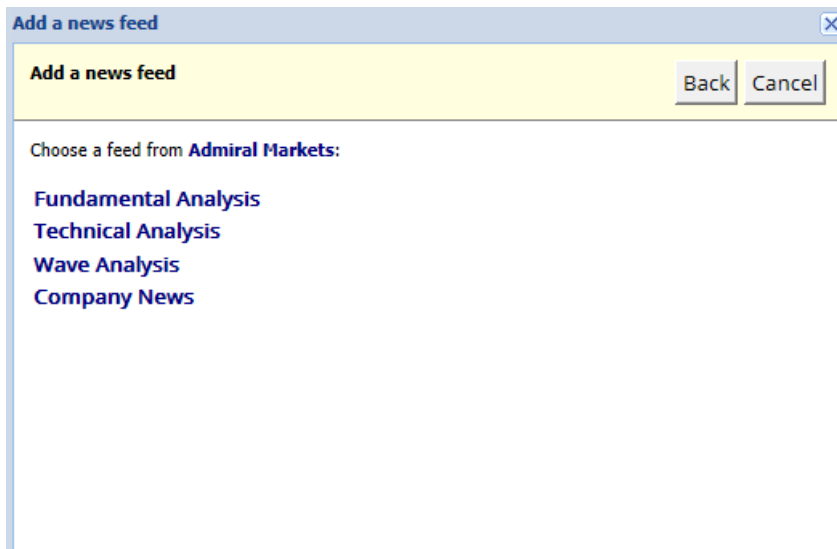 Add a news feed
Add a news feed
Back Cancel
Choose a feed from Admiral Markets:
Fundamental Analysis
Technical Analysis
Wave Analysis
Company News